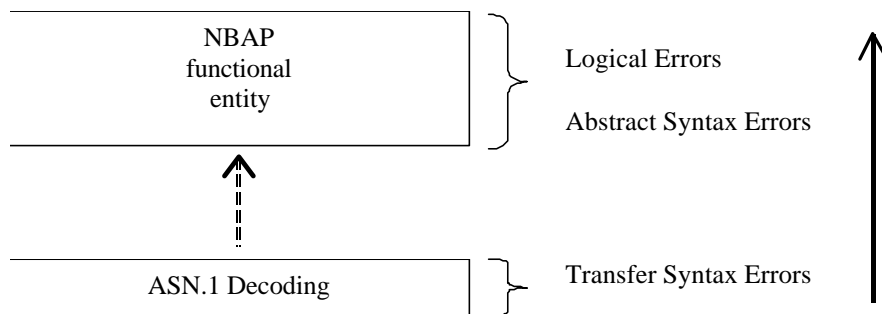 NBAP
functional
entity
Logical Errors
Abstract Syntax Errors
ASN.1 Decoding
Transfer Syntax Errors